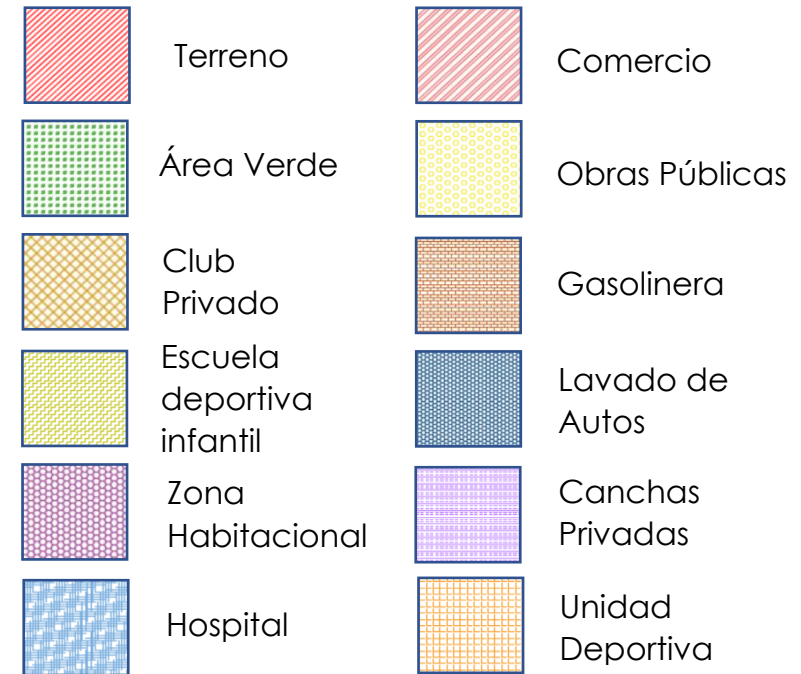 Terreno
Comercio
Área Verde
Obras Públicas
Club
Privado
Gasolinera
Escuela
deportiva
infantil
Lavado de
Autos
Zona
Habitacional
Canchas
Privadas
Hospital
Unidad
Deportiva